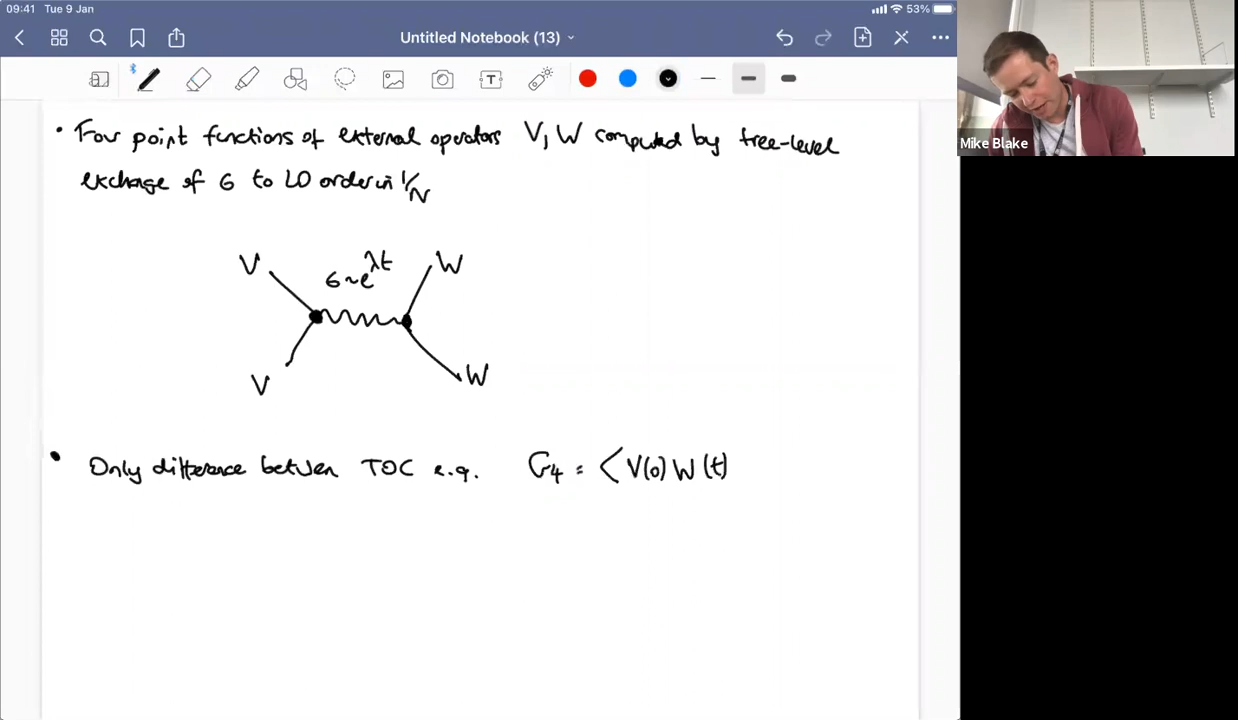 09:41 Tue 9 Jan
53%
Untitled Notebook (13)
Mike Blake
• Four point functions of external operators V, W computed by tree-level
exchange of σ to LO order in 1/N
V σ~e^λt W
V W
• Only difference between TOC e.g. G₄ = <V(0) W(t)